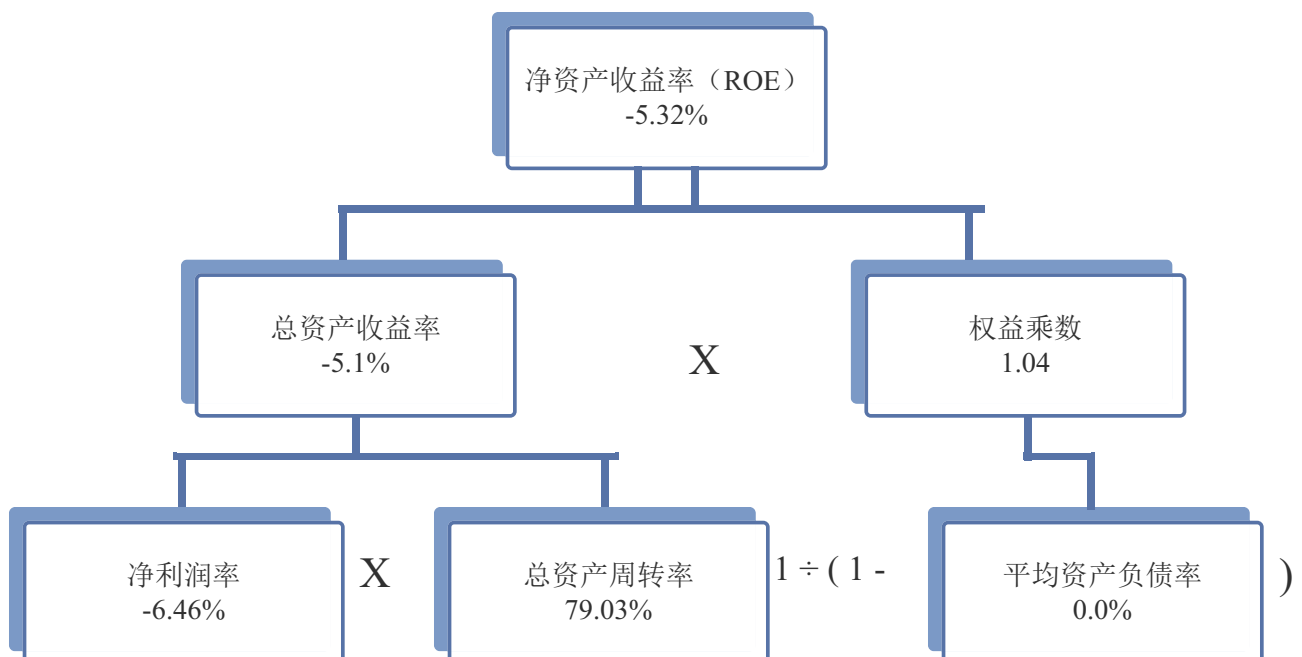 净资产收益率（ROE）
-5.32%
总资产收益率
-5.1%
X
权益乘数
1.04
净利润率
-6.46%
X
总资产周转率
79.03%
1 ÷ ( 1 -
平均资产负债率
0.0%
)